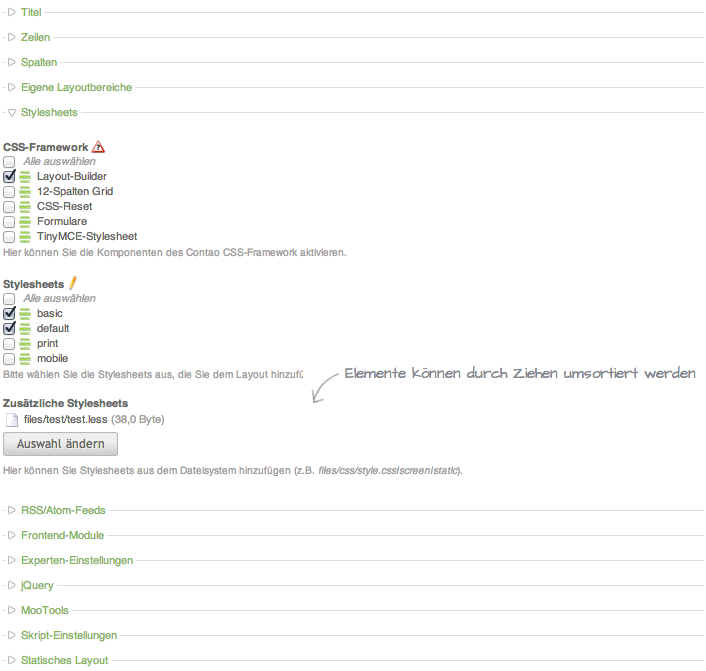 Titel
Zeilen
Spalten
Eigene Layoutbereiche
Stylesheets
CSS-Framework
Alle auswählen
Layout-Builder
12-Spalten Grid
CSS-Reset
Formulare
TinyMCE-Stylesheet
Hier können Sie die Komponenten des Contao CSS-Framework aktivieren.
Stylesheets
Alle auswählen
basic
default
print
mobile
Bitte wählen Sie die Stylesheets aus, die Sie dem Layout hinzufü
Elemente können durch Ziehen umsortiert werden
Zusätzliche Stylesheets
files/test/test.less (38,0 Byte)
Auswahl ändern
Hier können Sie Stylesheets aus dem Dateisystem hinzufügen (z.B. files/css/style.css|screen|static).
RSS/Atom-Feeds
Frontend-Module
Experten-Einstellungen
jQuery
MooTools
Skript-Einstellungen
Statisches Layout